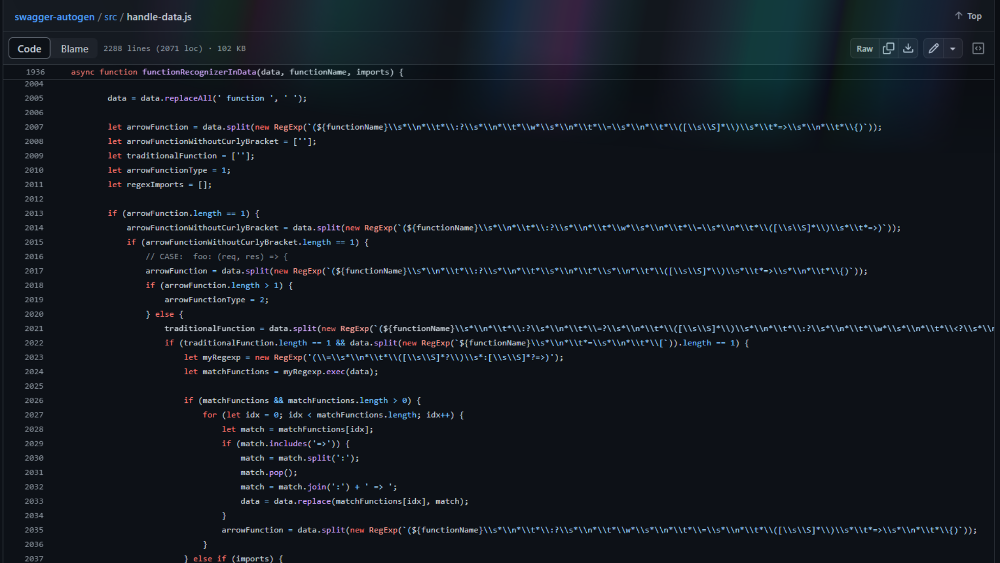 swagger-autogen / src / handle-data.js
Top
Code Blame 2288 lines (2071 loc) · 102 KB Raw
1936 async function functionRecognizerInData(data, functionName, imports) {
2004
2005 data = data.replaceAll(' function ', ' ');
2006
2007 let arrowFunction = data.split(new RegExp(`(${functionName}\\s*\\n*\\t*\\:?\\s*\\n*\\t*\\w*\\s*\\n*\\t*\\=\\s*\\n*\\t*\\([\\s\\S]*\\)\\s*\\t*=>\\s*\\n*\\t*\\{)`));
2008 let arrowFunctionWithoutCurlyBracket = [''];
2009 let traditionalFunction = [''];
2010 let arrowFunctionType = 1;
2011 let regexImports = [];
2012
2013 if (arrowFunction.length == 1) {
2014 arrowFunctionWithoutCurlyBracket = data.split(new RegExp(`(${functionName}\\s*\\n*\\t*\\:?\\s*\\n*\\t*\\w*\\s*\\n*\\t*\\=\\s*\\n*\\t*\\([\\s\\S]*\\)\\s*\\t*=>)`));
2015 if (arrowFunctionWithoutCurlyBracket.length == 1) {
2016 // CASE:  foo: (req, res) => {
2017 arrowFunction = data.split(new RegExp(`(${functionName}\\s*\\n*\\t*\\:?\\s*\\n*\\t*\\s*\\n*\\t*\\s*\\n*\\t*\\([\\s\\S]*\\)\\s*\\t*=>\\s*\\n*\\t*\\{)`));
2018 if (arrowFunction.length > 1) {
2019 arrowFunctionType = 2;
2020 } else {
2021 traditionalFunction = data.split(new RegExp(`(${functionName}\\s*\\n*\\t*\\:?\\s*\\n*\\t*\\=?\\s*\\n*\\t*\\([\\s\\S]*\\)\\s*\\n*\\t*\\:?\\s*\\n*\\t*\\w*\\s*\\n*\\t*\\<?\\s*\\n
2022 if (traditionalFunction.length == 1 && data.split(new RegExp(`${functionName}\\s*\\n*\\t*=\\s*\\n*\\t*\\[`)).length == 1) {
2023 let myRegexp = new RegExp('(\\=\\s*\\n*\\t*\\([\\s\\S]*?\\)\\s*:[\\s\\S]*?=>)');
2024 let matchFunctions = myRegexp.exec(data);
2025
2026 if (matchFunctions && matchFunctions.length > 0) {
2027 for (let idx = 0; idx < matchFunctions.length; idx++) {
2028 let match = matchFunctions[idx];
2029 if (match.includes('=>')) {
2030 match = match.split(':');
2031 match.pop();
2032 match = match.join(':') + ' => ';
2033 data = data.replace(matchFunctions[idx], match);
2034 }
2035 arrowFunction = data.split(new RegExp(`(${functionName}\\s*\\n*\\t*\\:?\\s*\\n*\\t*\\w*\\s*\\n*\\t*\\=\\s*\\n*\\t*\\([\\s\\S]*\\)\\s*\\t*=>\\s*\\n*\\t*\\{)`));
2036 }
2037 } else if (imports) {